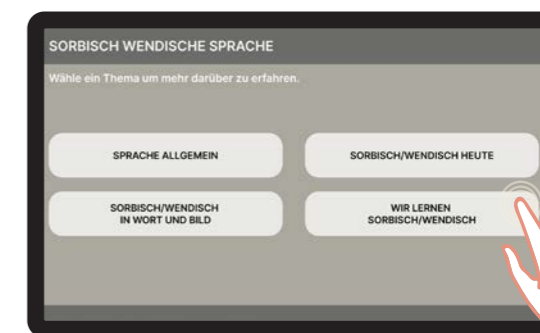 SORBISCH WENDISCHE SPRACHE
Wähle ein Thema um mehr darüber zu erfahren.
SPRACHE ALLGEMEIN
SORBISCH/WENDISCH HEUTE
SORBISCH/WENDISCH
IN WORT UND BILD
WIR LERNEN
SORBISCH/WENDISCH